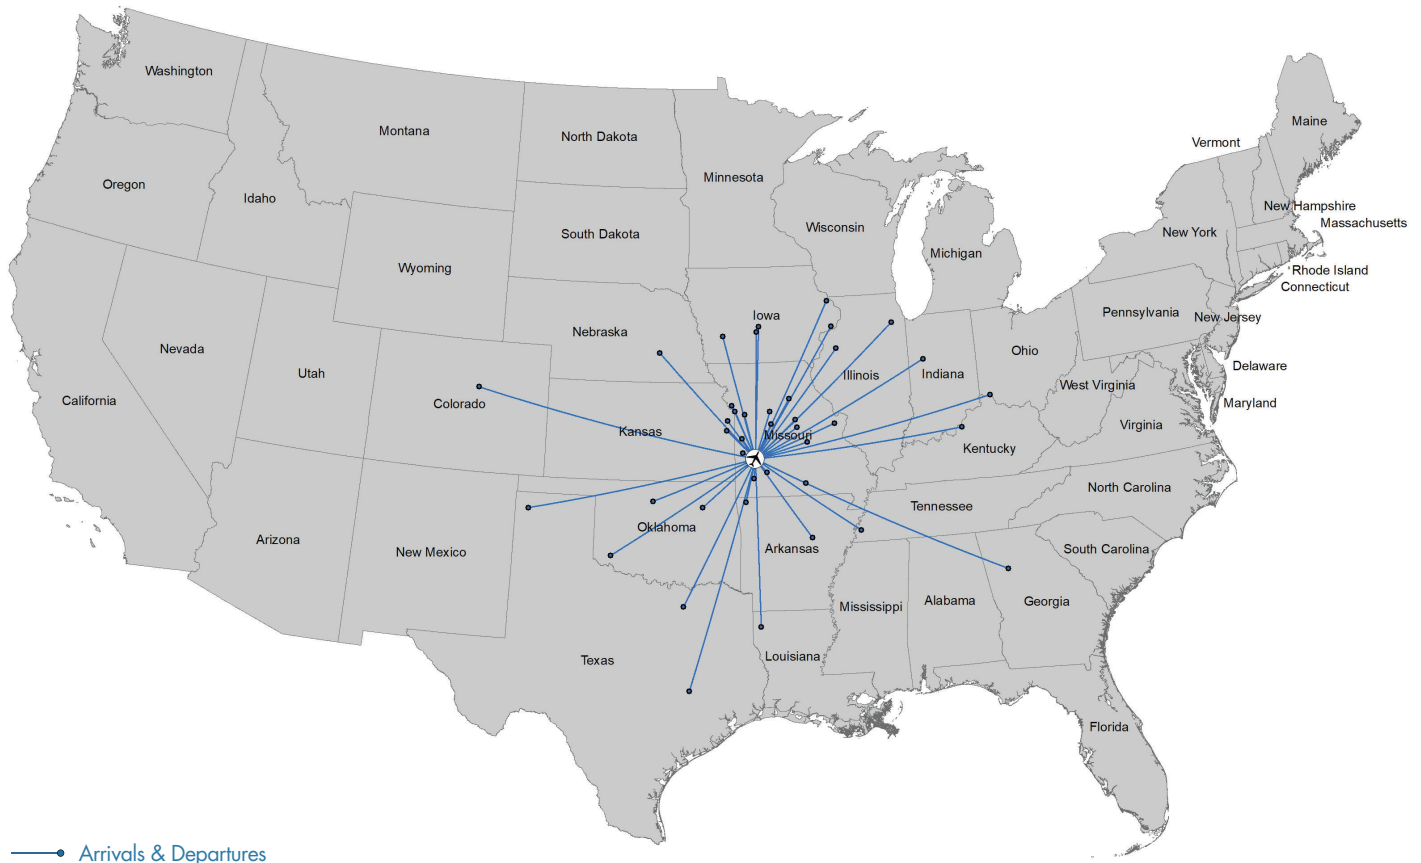 Washington
Montana
North Dakota
Minnesota
Maine
Vermont
Oregon
Idaho
Wisconsin
New Hampshire
Massachusetts
South Dakota
New York
Michigan
Wyoming
Rhode Island
Connecticut
Iowa
Pennsylvania
New Jersey
Nebraska
Nevada
Ohio
Utah
Illinois
Indiana
Delaware
West Virginia
California
Colorado
Maryland
Kansas
Missouri
Virginia
Kentucky
North Carolina
Tennessee
Oklahoma
Arizona
New Mexico
Arkansas
South Carolina
Mississippi
Alabama
Georgia
Texas
Louisiana
Florida
Arrivals & Departures